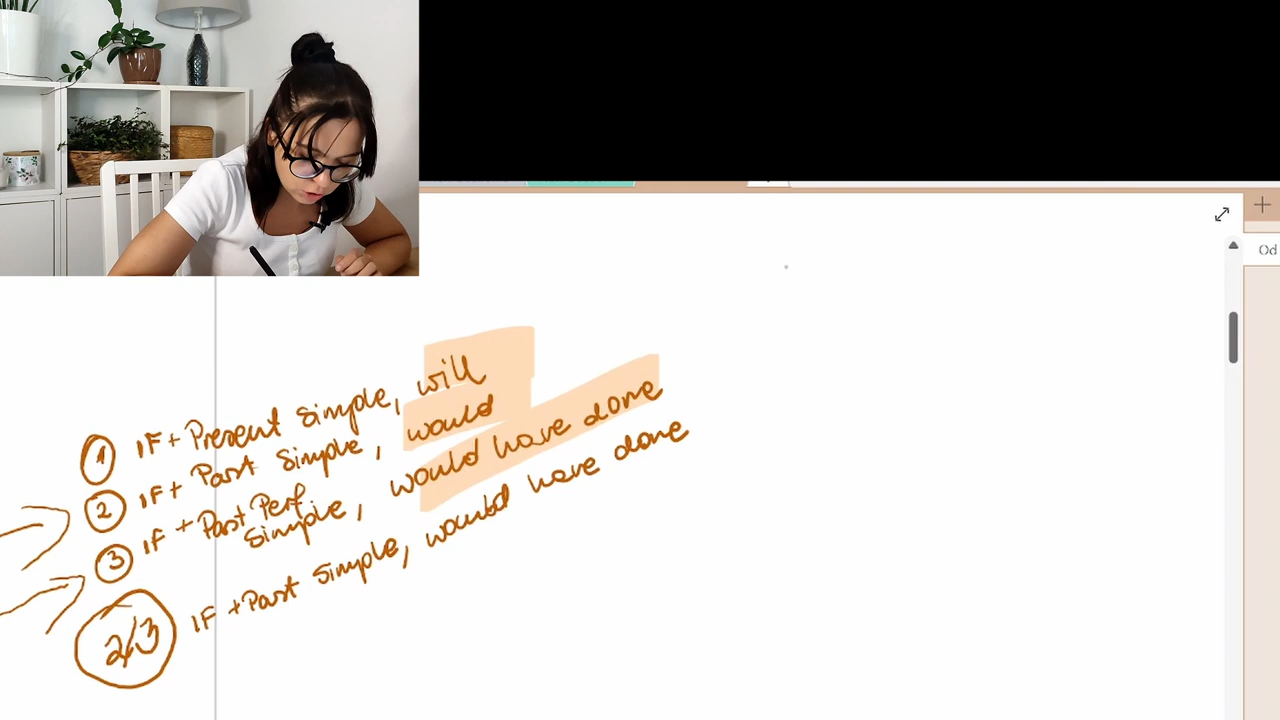 Od
1 IF + Present Simple, will
2 IF + Past Simple, would
3 IF + Past Perf.
Simple, would have done
2/3 IF + Past Simple, would have done